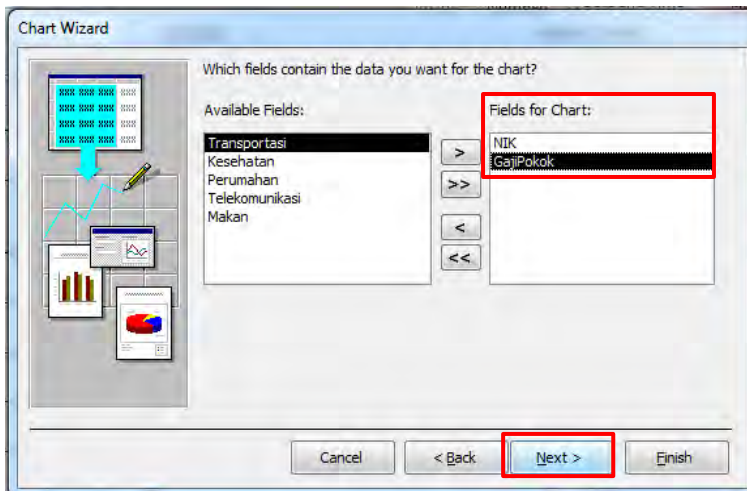 Chart Wizard
Which fields contain the data you want for the chart?
Available Fields:
Transportasi
Kesehatan
Perumahan
Telekomunikasi
Makan
>
>>
<
<<
Fields for Chart:
NIK
GajiPokok
Cancel
< Back
Next >
Finish